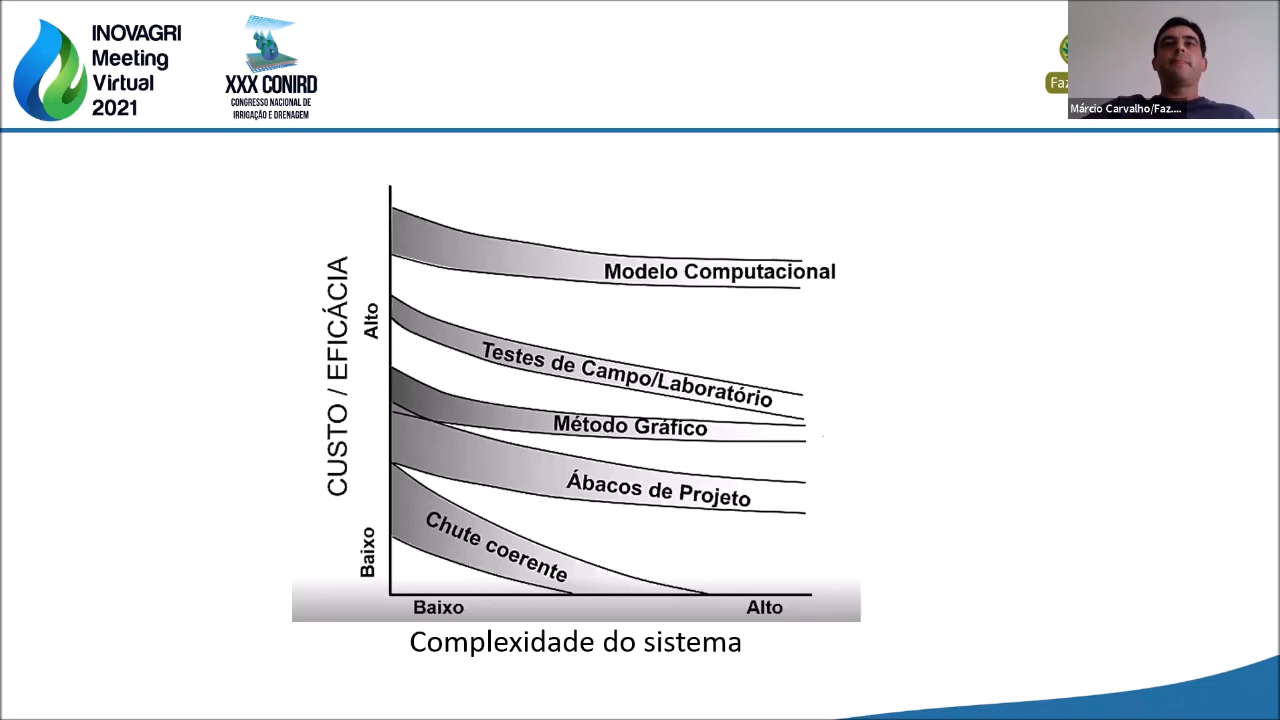 INOVAGRI
Meeting
Virtual
2021
XXX CONIRD
CONGRESSO NACIONAL DE
IRRIGAÇÃO E DRENAGEM
Faz
Márcio Carvalho/Faz....
CUSTO / EFICÁCIA
Alto
Baixo
Modelo Computacional
Testes de Campo/Laboratório
Método Gráfico
Ábacos de Projeto
Chute coerente
Baixo Alto
Complexidade do sistema